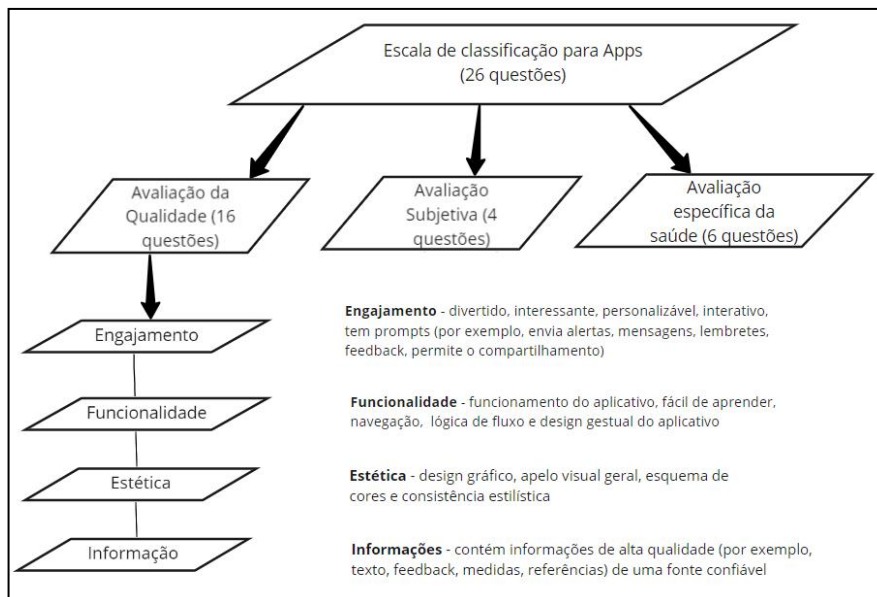 Escala de classificação para Apps
(26 questões)
Avaliação da
Qualidade (16
questões)
Avaliação
Subjetiva (4
questões)
Avaliação
específica da
saúde (6 questões)
Engajamento
Funcionalidade
Estética
Informação
Engajamento - divertido, interessante, personalizável, interativo,
tem prompts (por exemplo, envia alertas, mensagens, lembretes,
feedback, permite o compartilhamento)
Funcionalidade - funcionamento do aplicativo, fácil de aprender,
navegação, lógica de fluxo e design gestual do aplicativo
Estética - design gráfico, apelo visual geral, esquema de
cores e consistência estilística
Informações - contém informações de alta qualidade (por exemplo,
texto, feedback, medidas, referências) de uma fonte confiável